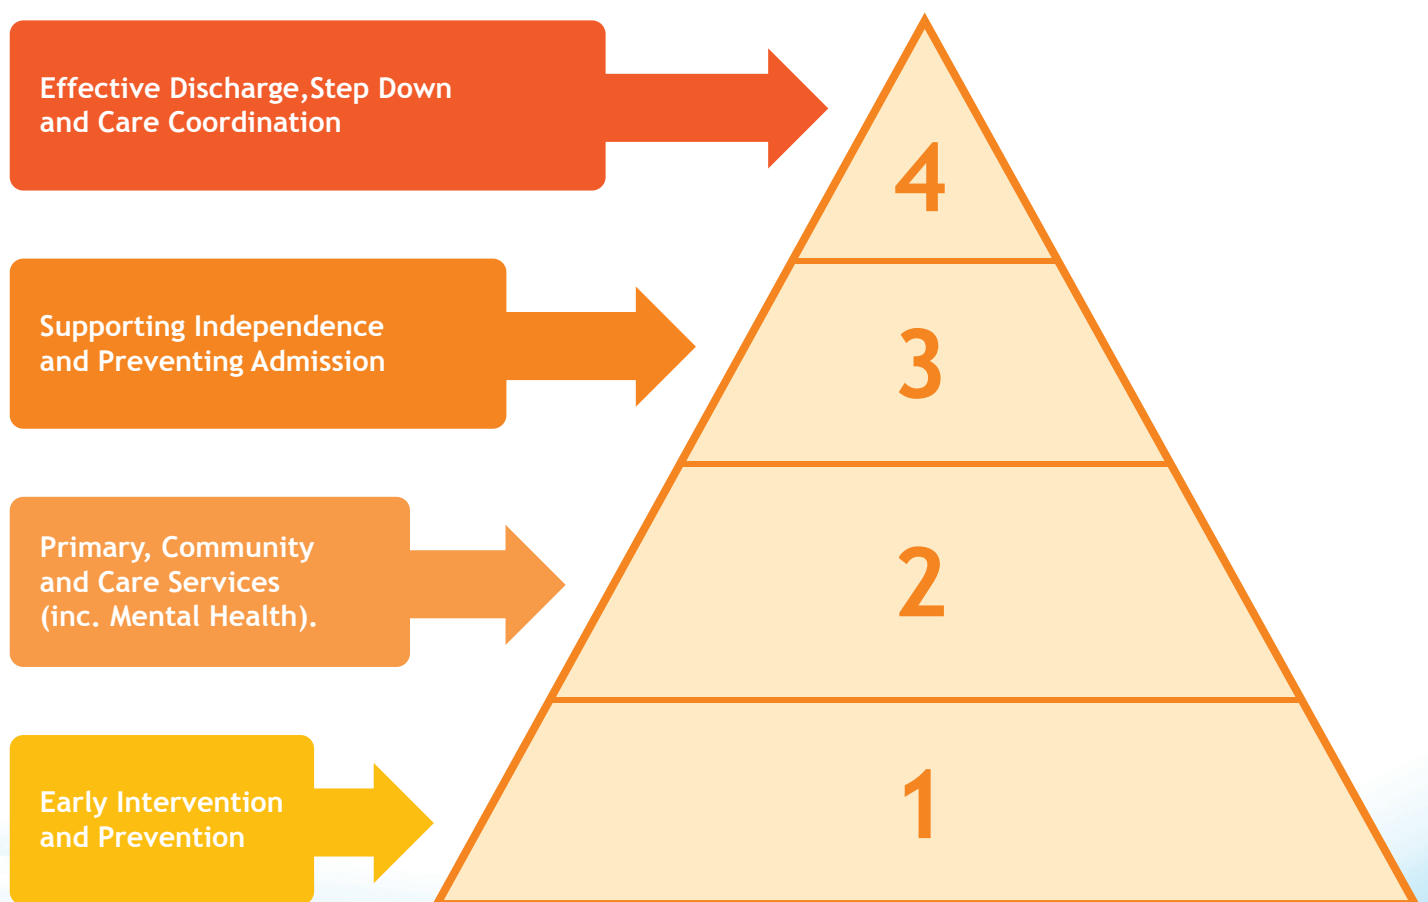 Effective Discharge,Step Down
and Care Coordination
4
Supporting Independence
and Preventing Admission
3
Primary, Community
and Care Services
(inc. Mental Health).
2
Early Intervention
and Prevention
1